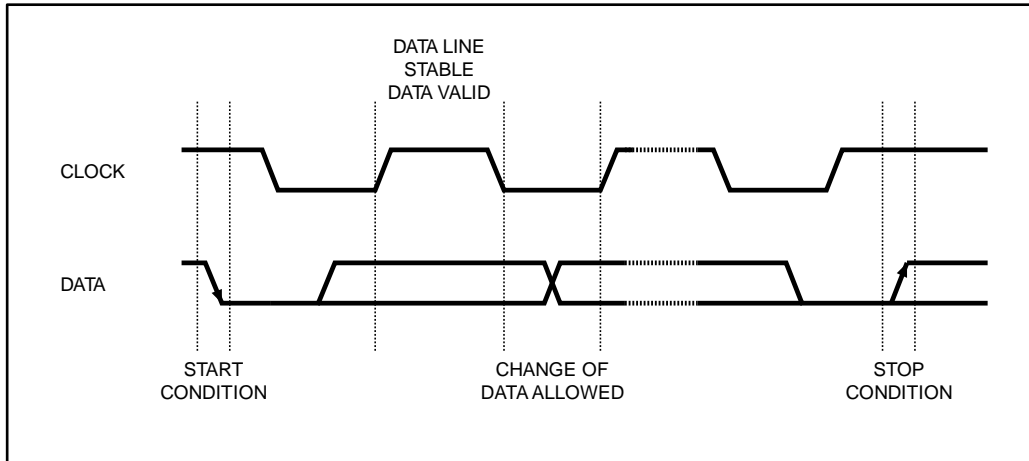 DATA LINE
STABLE
DATA VALID
CLOCK
DATA
START
CONDITION
CHANGE OF
DATA ALLOWED
STOP
CONDITION